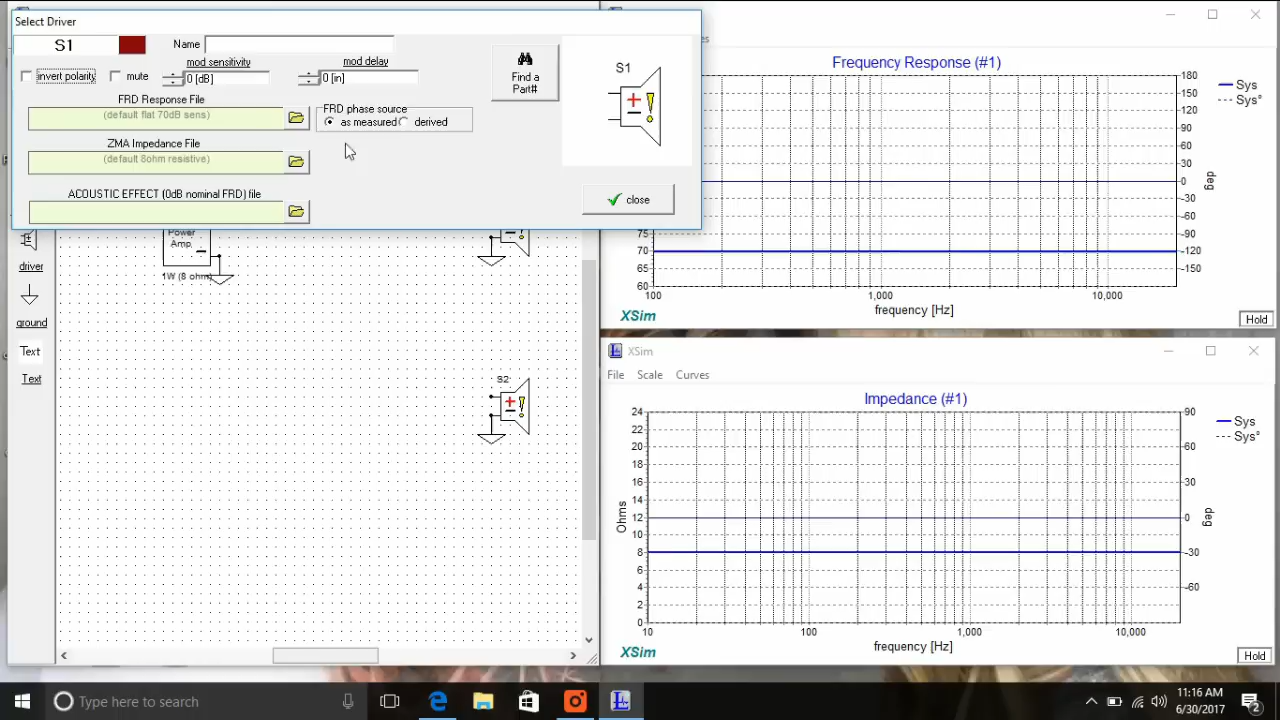 Select Driver
S1
Name
invert polarity
mute
mod sensitivity
0 [dB]
mod delay
0 [in]
Find a
Part#
S1
FRD Response File
(default flat 70dB sens)
FRD phase source
as measured
derived
ZMA Impedance File
(default 8ohm resistive)
ACOUSTIC EFFECT (0dB nominal FRD) file
close
Power
Amp.
1W (8 ohm)
driver
ground
Text
Text
S2
Frequency Response (#1)
Sys
Sys°
180
150
120
90
60
30
0
-30
-60
-90
-120
-150
deg
75
70
65
60
100
1,000
10,000
frequency [Hz]
XSim
Hold
XSim
File
Scale
Curves
Impedance (#1)
Sys
Sys°
24
22
20
18
16
14
12
10
8
6
4
2
0
Ohms
90
60
30
0
-30
-60
deg
10
100
1,000
10,000
frequency [Hz]
XSim
Hold
Type here to search
11:16 AM
6/30/2017
2